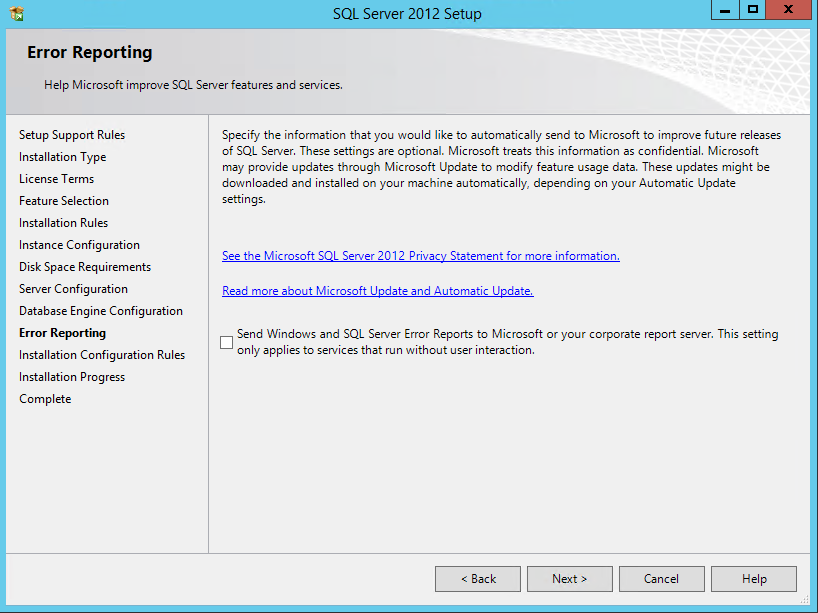 SQL Server 2012 Setup
Error Reporting
Help Microsoft improve SQL Server features and services.
Setup Support Rules
Installation Type
License Terms
Feature Selection
Installation Rules
Instance Configuration
Disk Space Requirements
Server Configuration
Database Engine Configuration
Error Reporting
Installation Configuration Rules
Installation Progress
Complete
Specify the information that you would like to automatically send to Microsoft to improve future releases
of SQL Server. These settings are optional. Microsoft treats this information as confidential. Microsoft
may provide updates through Microsoft Update to modify feature usage data. These updates might be
downloaded and installed on your machine automatically, depending on your Automatic Update
settings.
See the Microsoft SQL Server 2012 Privacy Statement for more information.
Read more about Microsoft Update and Automatic Update.
Send Windows and SQL Server Error Reports to Microsoft or your corporate report server. This setting
only applies to services that run without user interaction.
< Back
Next >
Cancel
Help